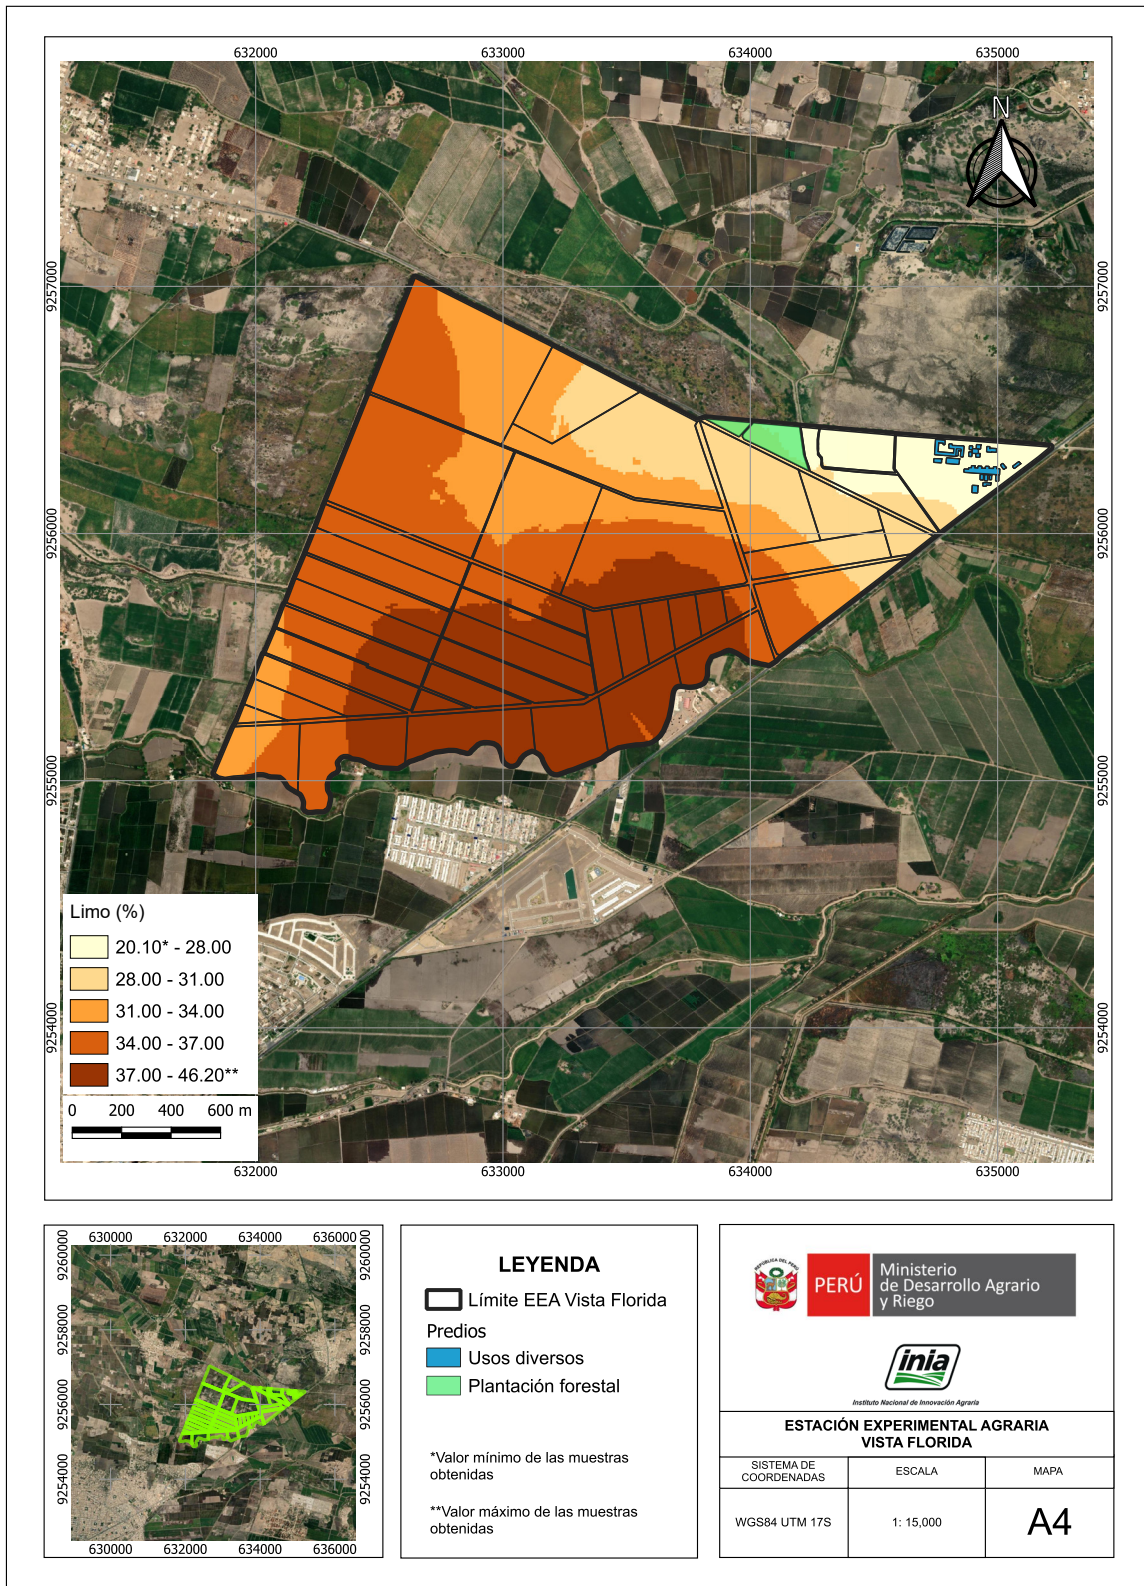 632000 633000 634000 635000
N
9257000 9257000
9256000 9256000
9255000 9255000
9254000 9254000
Limo (%)
20.10* - 28.00
28.00 - 31.00
31.00 - 34.00
34.00 - 37.00
37.00 - 46.20**
0 200 400 600 m
632000 633000 634000 635000
630000 632000 634000 636000
9260000 9260000
9258000 9258000
9256000 9256000
9254000 9254000
630000 632000 634000 636000
LEYENDA
Límite EEA Vista Florida
Predios
Usos diversos
Plantación forestal
*Valor mínimo de las muestras
obtenidas
**Valor máximo de las muestras
obtenidas
REPÚBLICA DEL PERÚ
PERÚ
Ministerio
de Desarrollo Agrario
y Riego
inia
Instituto Nacional de Innovación Agraria
ESTACIÓN EXPERIMENTAL AGRARIA
VISTA FLORIDA
SISTEMA DE
COORDENADAS
ESCALA
MAPA
WGS84 UTM 17S
1: 15,000
A4